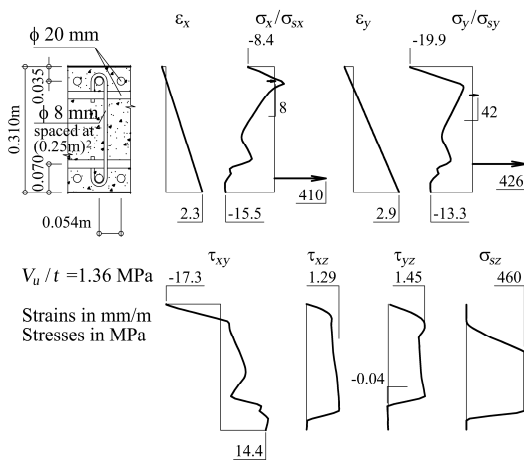 ϕ 20 mm
0.035
0.310m
ϕ 8 mm
spaced at
(0.25m)²
0.070
0.054m
εx
σx/σsx
-8.4
8
2.3
-15.5
410
εy
σy/σsy
-19.9
42
2.9
-13.3
426
Vu / t =1.36 MPa
Strains in mm/m
Stresses in MPa
τxy
-17.3
14.4
τxz
1.29
τyz
1.45
-0.04
σsz
460